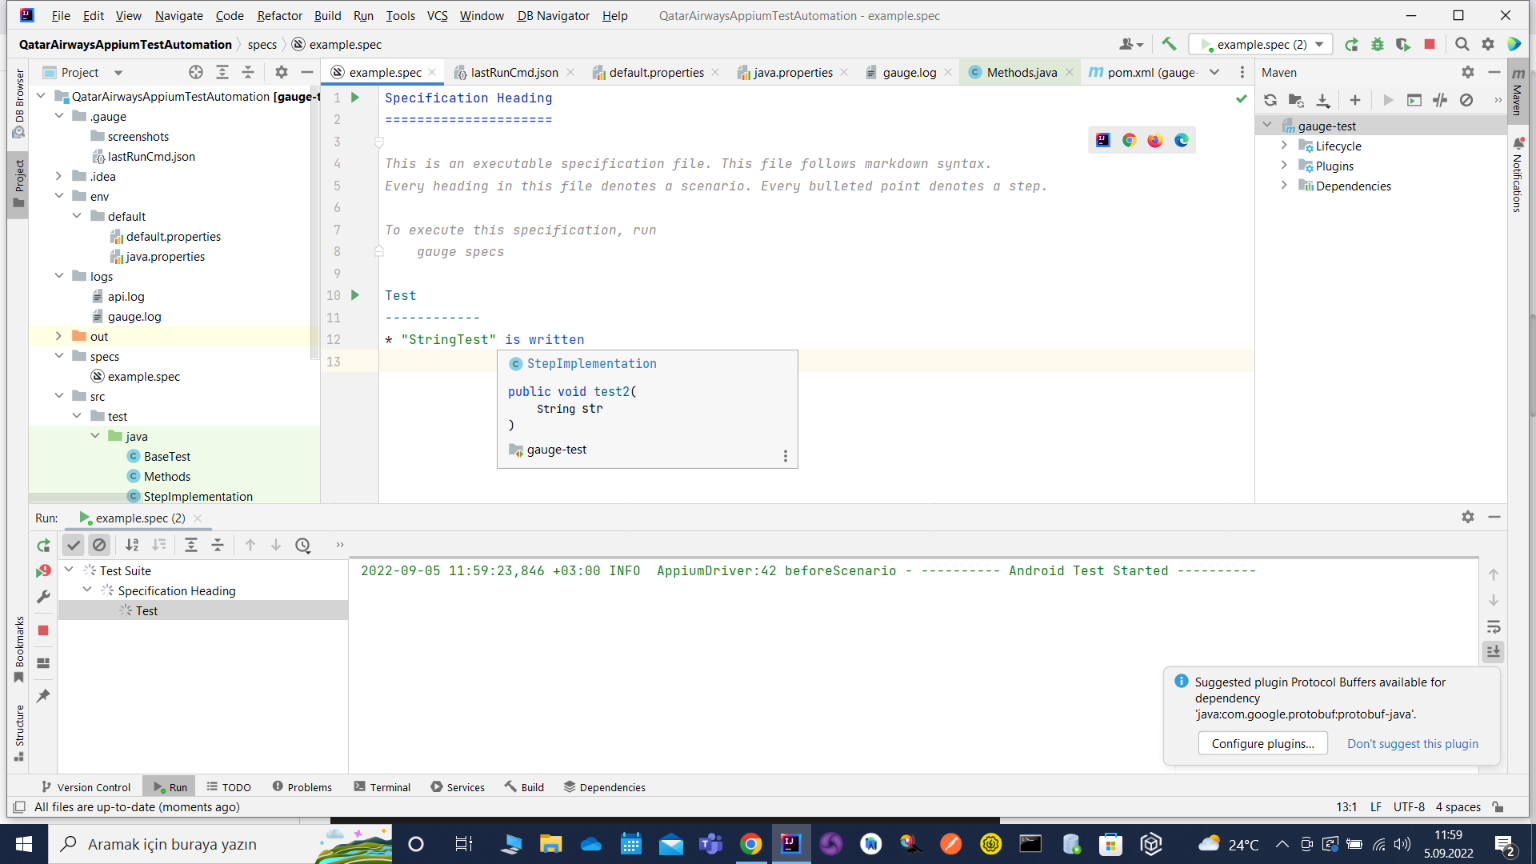 File Edit View Navigate Code Refactor Build Run Tools VCS Window DB Navigator Help QatarAirwaysAppiumTestAutomation - example.spec
QatarAirwaysAppiumTestAutomation specs example.spec
example.spec (2)
DB Browser
Project
Bookmarks
Structure
Project
example.spec lastRunCmd.json default.properties java.properties gauge.log Methods.java pom.xml (gauge-
Maven
QatarAirwaysAppiumTestAutomation [gauge-t
.gauge
screenshots
lastRunCmd.json
.idea
env
default
default.properties
java.properties
logs
api.log
gauge.log
out
specs
example.spec
src
test
java
BaseTest
Methods
StepImplementation
1 Specification Heading
2 =====================
3
4 This is an executable specification file. This file follows markdown syntax.
5 Every heading in this file denotes a scenario. Every bulleted point denotes a step.
6
7 To execute this specification, run
8 gauge specs
9
10 Test
11 ------------
12 * "StringTest" is written
13
StepImplementation
public void test2(
String str
)
gauge-test
gauge-test
Lifecycle
Plugins
Dependencies
Maven
Notifications
Run: example.spec (2)
Test Suite
Specification Heading
Test
2022-09-05 11:59:23,846 +03:00 INFO  AppiumDriver:42 beforeScenario - ---------- Android Test Started ----------
Suggested plugin Protocol Buffers available for
dependency
'java:com.google.protobuf:protobuf-java'.
Configure plugins... Don't suggest this plugin
Version Control Run TODO Problems Terminal Services Build Dependencies
All files are up-to-date (moments ago) 13:1 LF UTF-8 4 spaces
Aramak için buraya yazın
24°C
11:59
5.09.2022
2